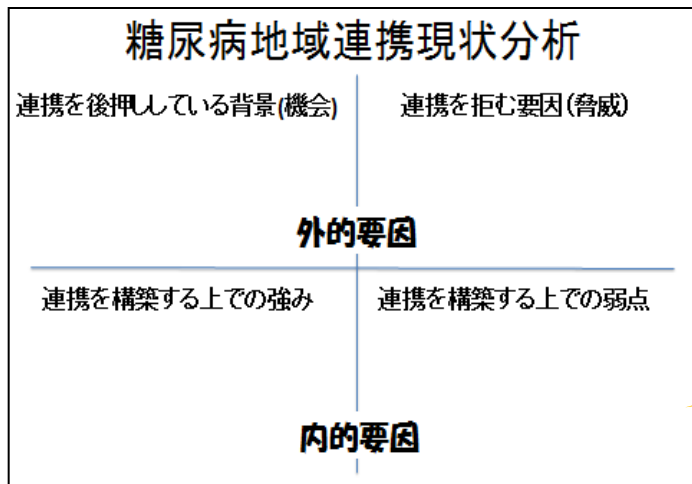 糖尿病地域連携現状分析
連携を後押ししている背景(機会)
連携を拒む要因(脅威)
外的要因
連携を構築する上での強み
連携を構築する上での弱点
内的要因